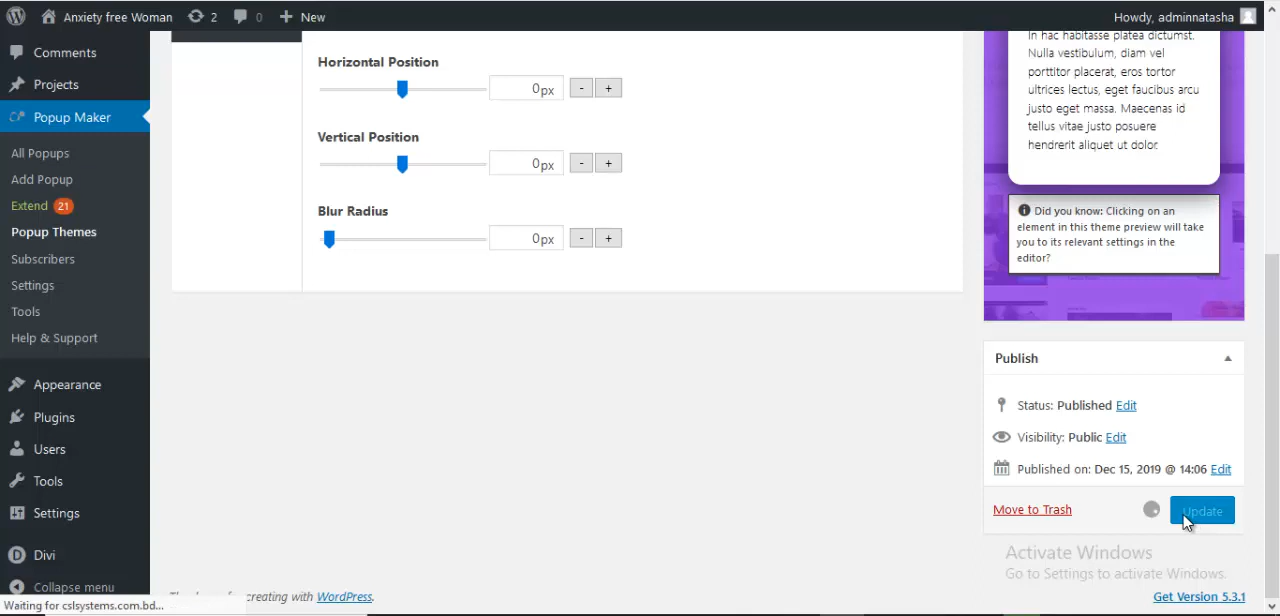 Anxiety free Woman
2
0
New
Howdy, adminnatasha
Comments
Projects
Popup Maker
All Popups
Add Popup
Extend 21
Popup Themes
Subscribers
Settings
Tools
Help & Support
Appearance
Plugins
Users
Tools
Settings
Divi
Collapse menu
Waiting for cslsystems.com.bd...
Horizontal Position
0px
- +
Vertical Position
0px
- +
Blur Radius
0px
- +
creating with WordPress.
In hac habitasse platea dictumst.
Nulla vestibulum, diam vel
porttitor placerat, eros tortor
ultrices lectus, eget faucibus arcu
justo eget massa. Maecenas id
tellus vitae justo posuere
hendrerit aliquet ut dolor.
Did you know: Clicking on an
element in this theme preview will take
you to its relevant settings in the
editor?
Publish
Status: Published Edit
Visibility: Public Edit
Published on: Dec 15, 2019 @ 14:06 Edit
Move to Trash
Update
Activate Windows
Go to Settings to activate Windows.
Get Version 5.3.1